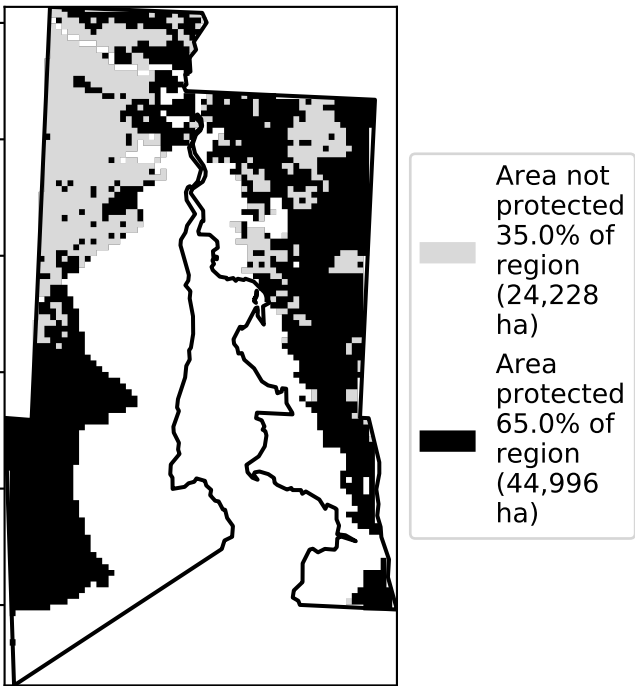 Area not
protected
35.0% of
region
(24,228
ha)
Area
protected
65.0% of
region
(44,996
ha)